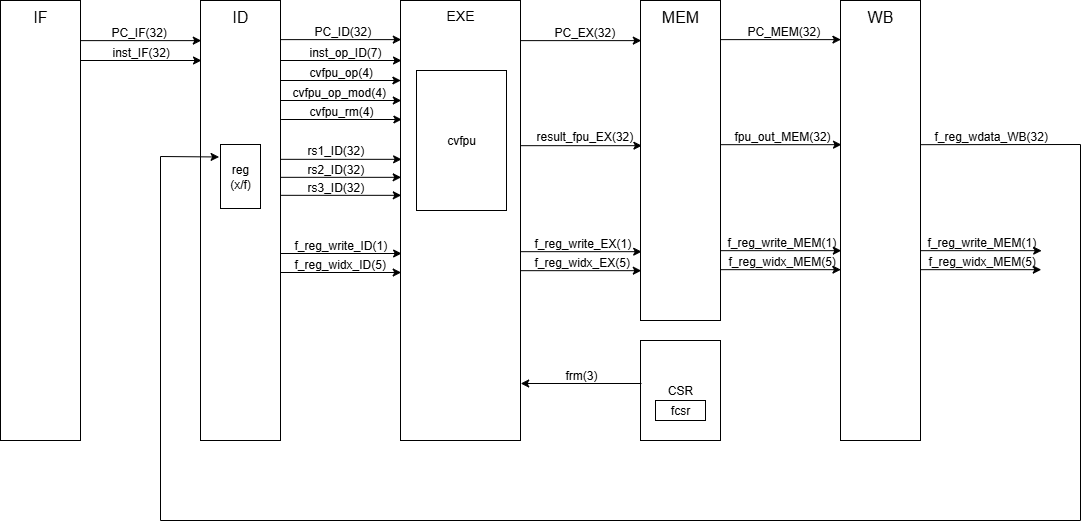 IF
ID
EXE
MEM
WB
PC_IF(32)
inst_IF(32)
PC_ID(32)
inst_op_ID(7)
cvfpu_op(4)
cvfpu_op_mod(4)
cvfpu_rm(4)
rs1_ID(32)
rs2_ID(32)
rs3_ID(32)
f_reg_write_ID(1)
f_reg_widx_ID(5)
reg
(x/f)
cvfpu
PC_EX(32)
result_fpu_EX(32)
f_reg_write_EX(1)
f_reg_widx_EX(5)
frm(3)
CSR
fcsr
PC_MEM(32)
fpu_out_MEM(32)
f_reg_write_MEM(1)
f_reg_widx_MEM(5)
f_reg_wdata_WB(32)
f_reg_write_MEM(1)
f_reg_widx_MEM(5)